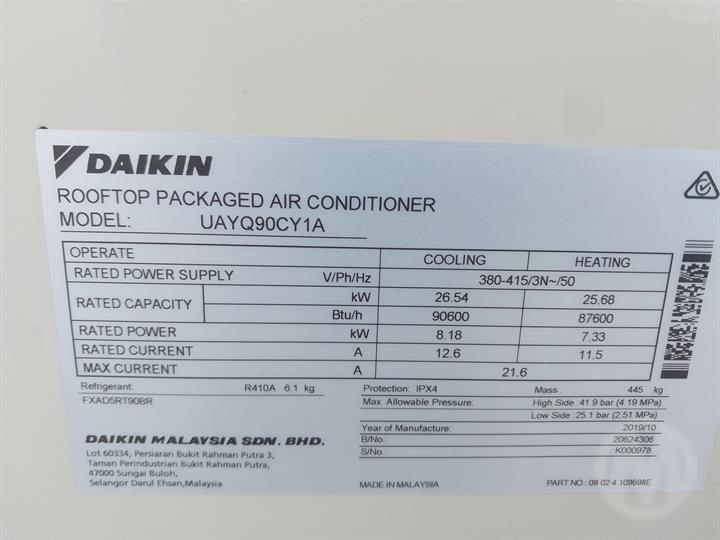 DAIKIN
ROOFTOP PACKAGED AIR CONDITIONER
MODEL: UAYQ90CY1A
OPERATE COOLING HEATING
RATED POWER SUPPLY V/Ph/Hz 380-415/3N~/50
RATED CAPACITY kW 26.54 25.68
Btu/h 90600 87600
RATED POWER kW 8.18 7.33
RATED CURRENT A 12.6 11.5
MAX CURRENT A 21.6
Refrigerant: R410A 6.1 kg
FXAD5RT90BR
Protection: IPX4 Mass: 445 kg
Max. Allowable Pressure: High Side :41.9 bar (4.19 MPa)
Low Side :25.1 bar (2.51 MPa)
Year of Manufacture: 2019/10
B/No.: 20624306
S/No.: K000978
DAIKIN MALAYSIA SDN. BHD.
Lot 60334, Persiaran Bukit Rahman Putra 3,
Taman Perindustrian Bukit Rahman Putra,
47000 Sungai Buloh,
Selangor Darul Ehsan,Malaysia
MADE IN MALAYSIA
PART NO : 08 02 4 109698E